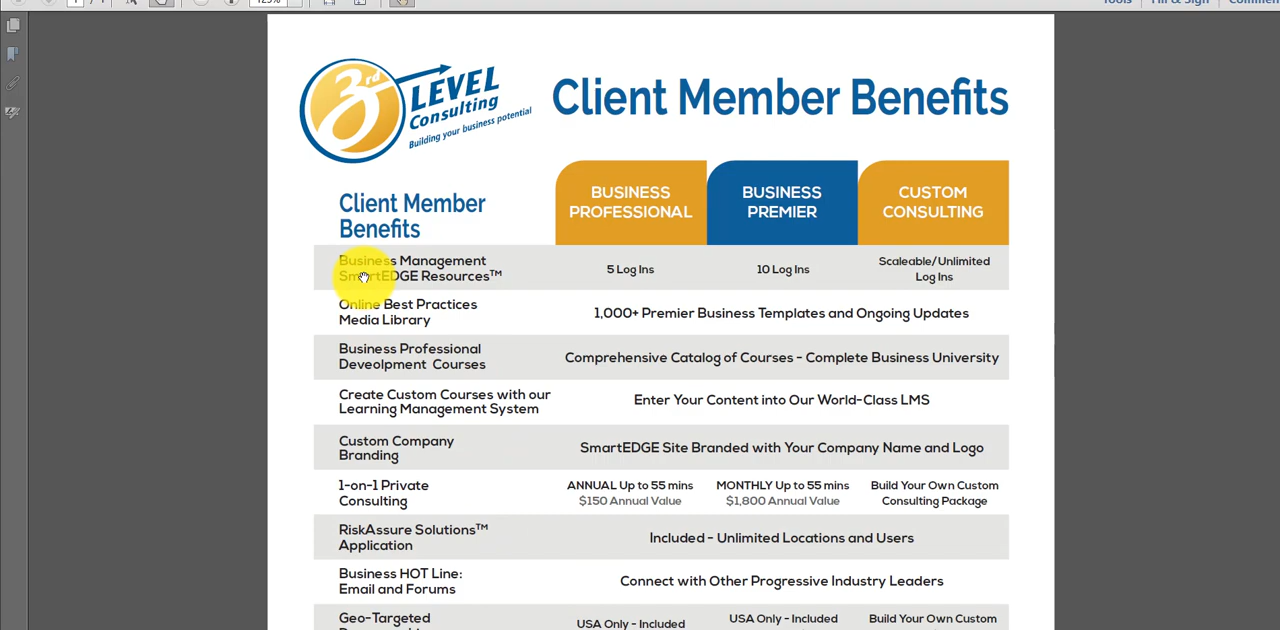 125%
Tools
Fill & Sign
Comment
3rd LEVEL
Consulting
Building your business potential
Client Member Benefits
Client Member
Benefits
BUSINESS
PROFESSIONAL
BUSINESS
PREMIER
CUSTOM
CONSULTING
Business Management
SmartEDGE Resources™
5 Log Ins
10 Log Ins
Scaleable/Unlimited
Log Ins
Online Best Practices
Media Library
1,000+ Premier Business Templates and Ongoing Updates
Business Professional
Deveolpment Courses
Comprehensive Catalog of Courses - Complete Business University
Create Custom Courses with our
Learning Management System
Enter Your Content into Our World-Class LMS
Custom Company
Branding
SmartEDGE Site Branded with Your Company Name and Logo
1-on-1 Private
Consulting
ANNUAL Up to 55 mins
$150 Annual Value
MONTHLY Up to 55 mins
$1,800 Annual Value
Build Your Own Custom
Consulting Package
RiskAssure Solutions™
Application
Included - Unlimited Locations and Users
Business HOT Line:
Email and Forums
Connect with Other Progressive Industry Leaders
Geo-Targeted
USA Only - Included
USA Only - Included
Build Your Own Custom